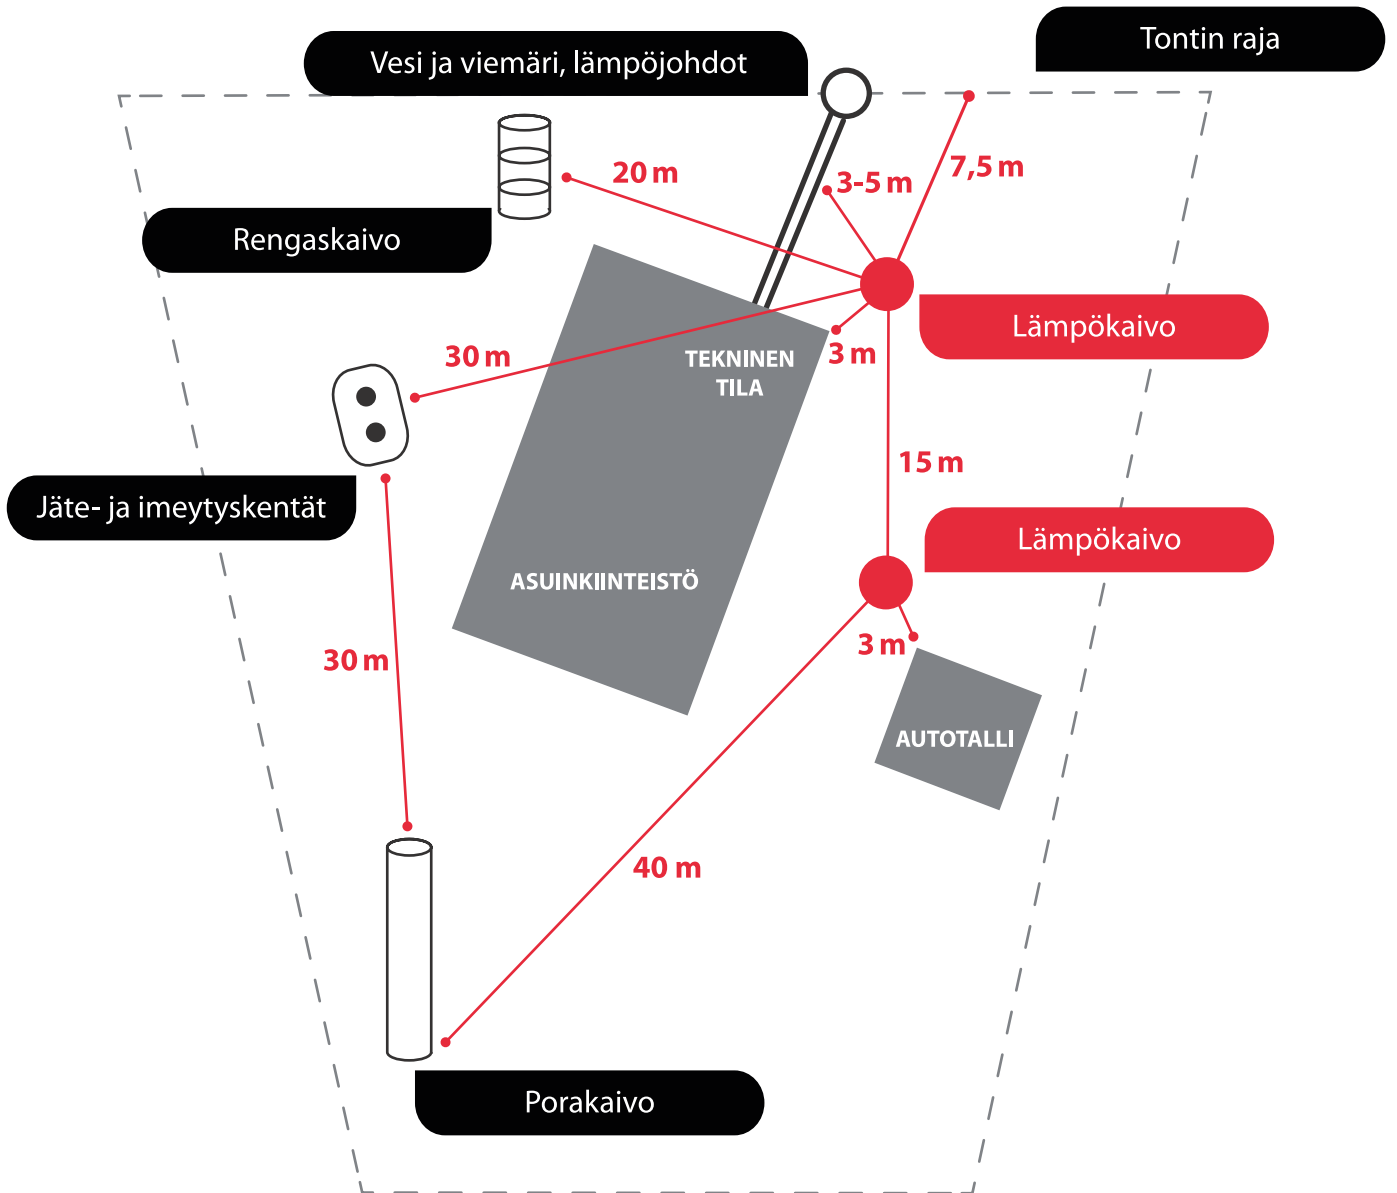 Tontin raja
Vesi ja viemäri, lämpöjohdot
20 m
3-5 m
7,5 m
Rengaskaivo
Lämpökaivo
30 m
TEKNINEN
TILA
3 m
15 m
Jäte- ja imeytyskentät
Lämpökaivo
ASUINKIINTEISTÖ
3 m
30 m
AUTOTALLI
40 m
Porakaivo